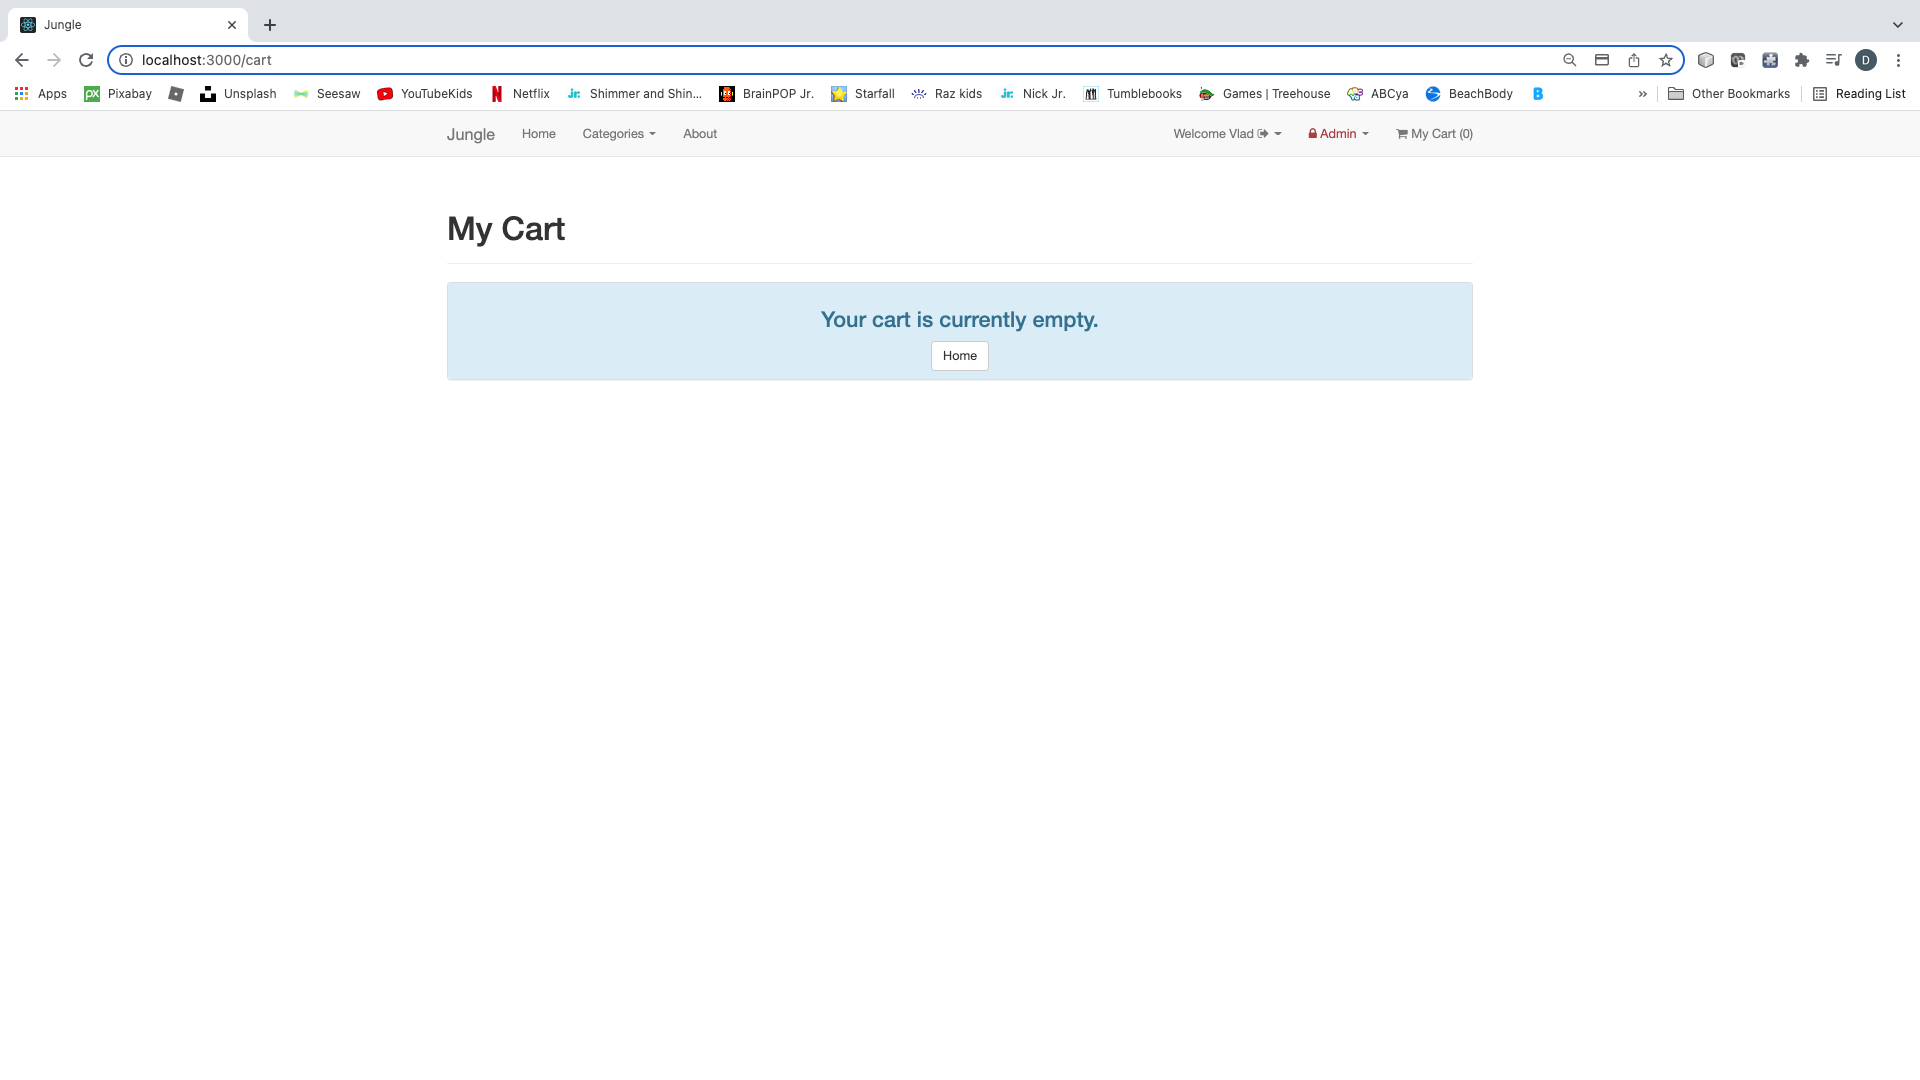 Jungle
localhost:3000/cart
D
Apps Pixabay Unsplash Seesaw YouTubeKids Netflix Shimmer and Shin... BrainPOP Jr. Starfall Raz kids Nick Jr. Tumblebooks Games | Treehouse ABCya BeachBody B » Other Bookmarks Reading List
Jungle Home Categories About Welcome Vlad Admin My Cart (0)
My Cart
Your cart is currently empty.
Home